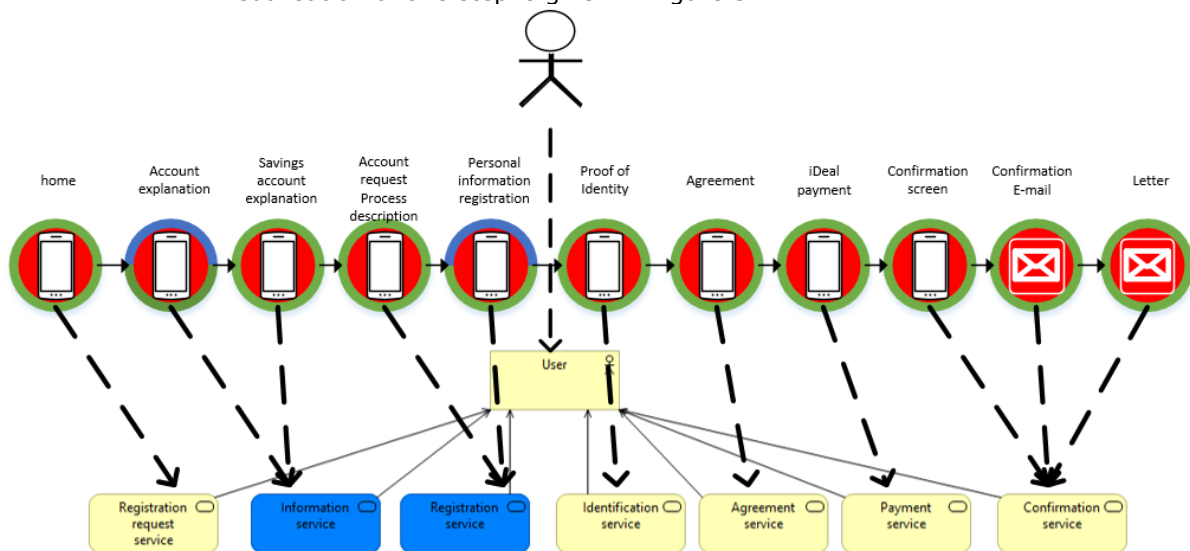 home
Account
explanation
Savings
account
explanation
Account
request
Process
description
Personal
information
registration
Proof of
Identity
Agreement
iDeal
payment
Confirmation
screen
Confirmation
E-mail
Letter
User
Registration
request
service
Information
service
Registration
service
Identification
service
Agreement
service
Payment
service
Confirmation
service